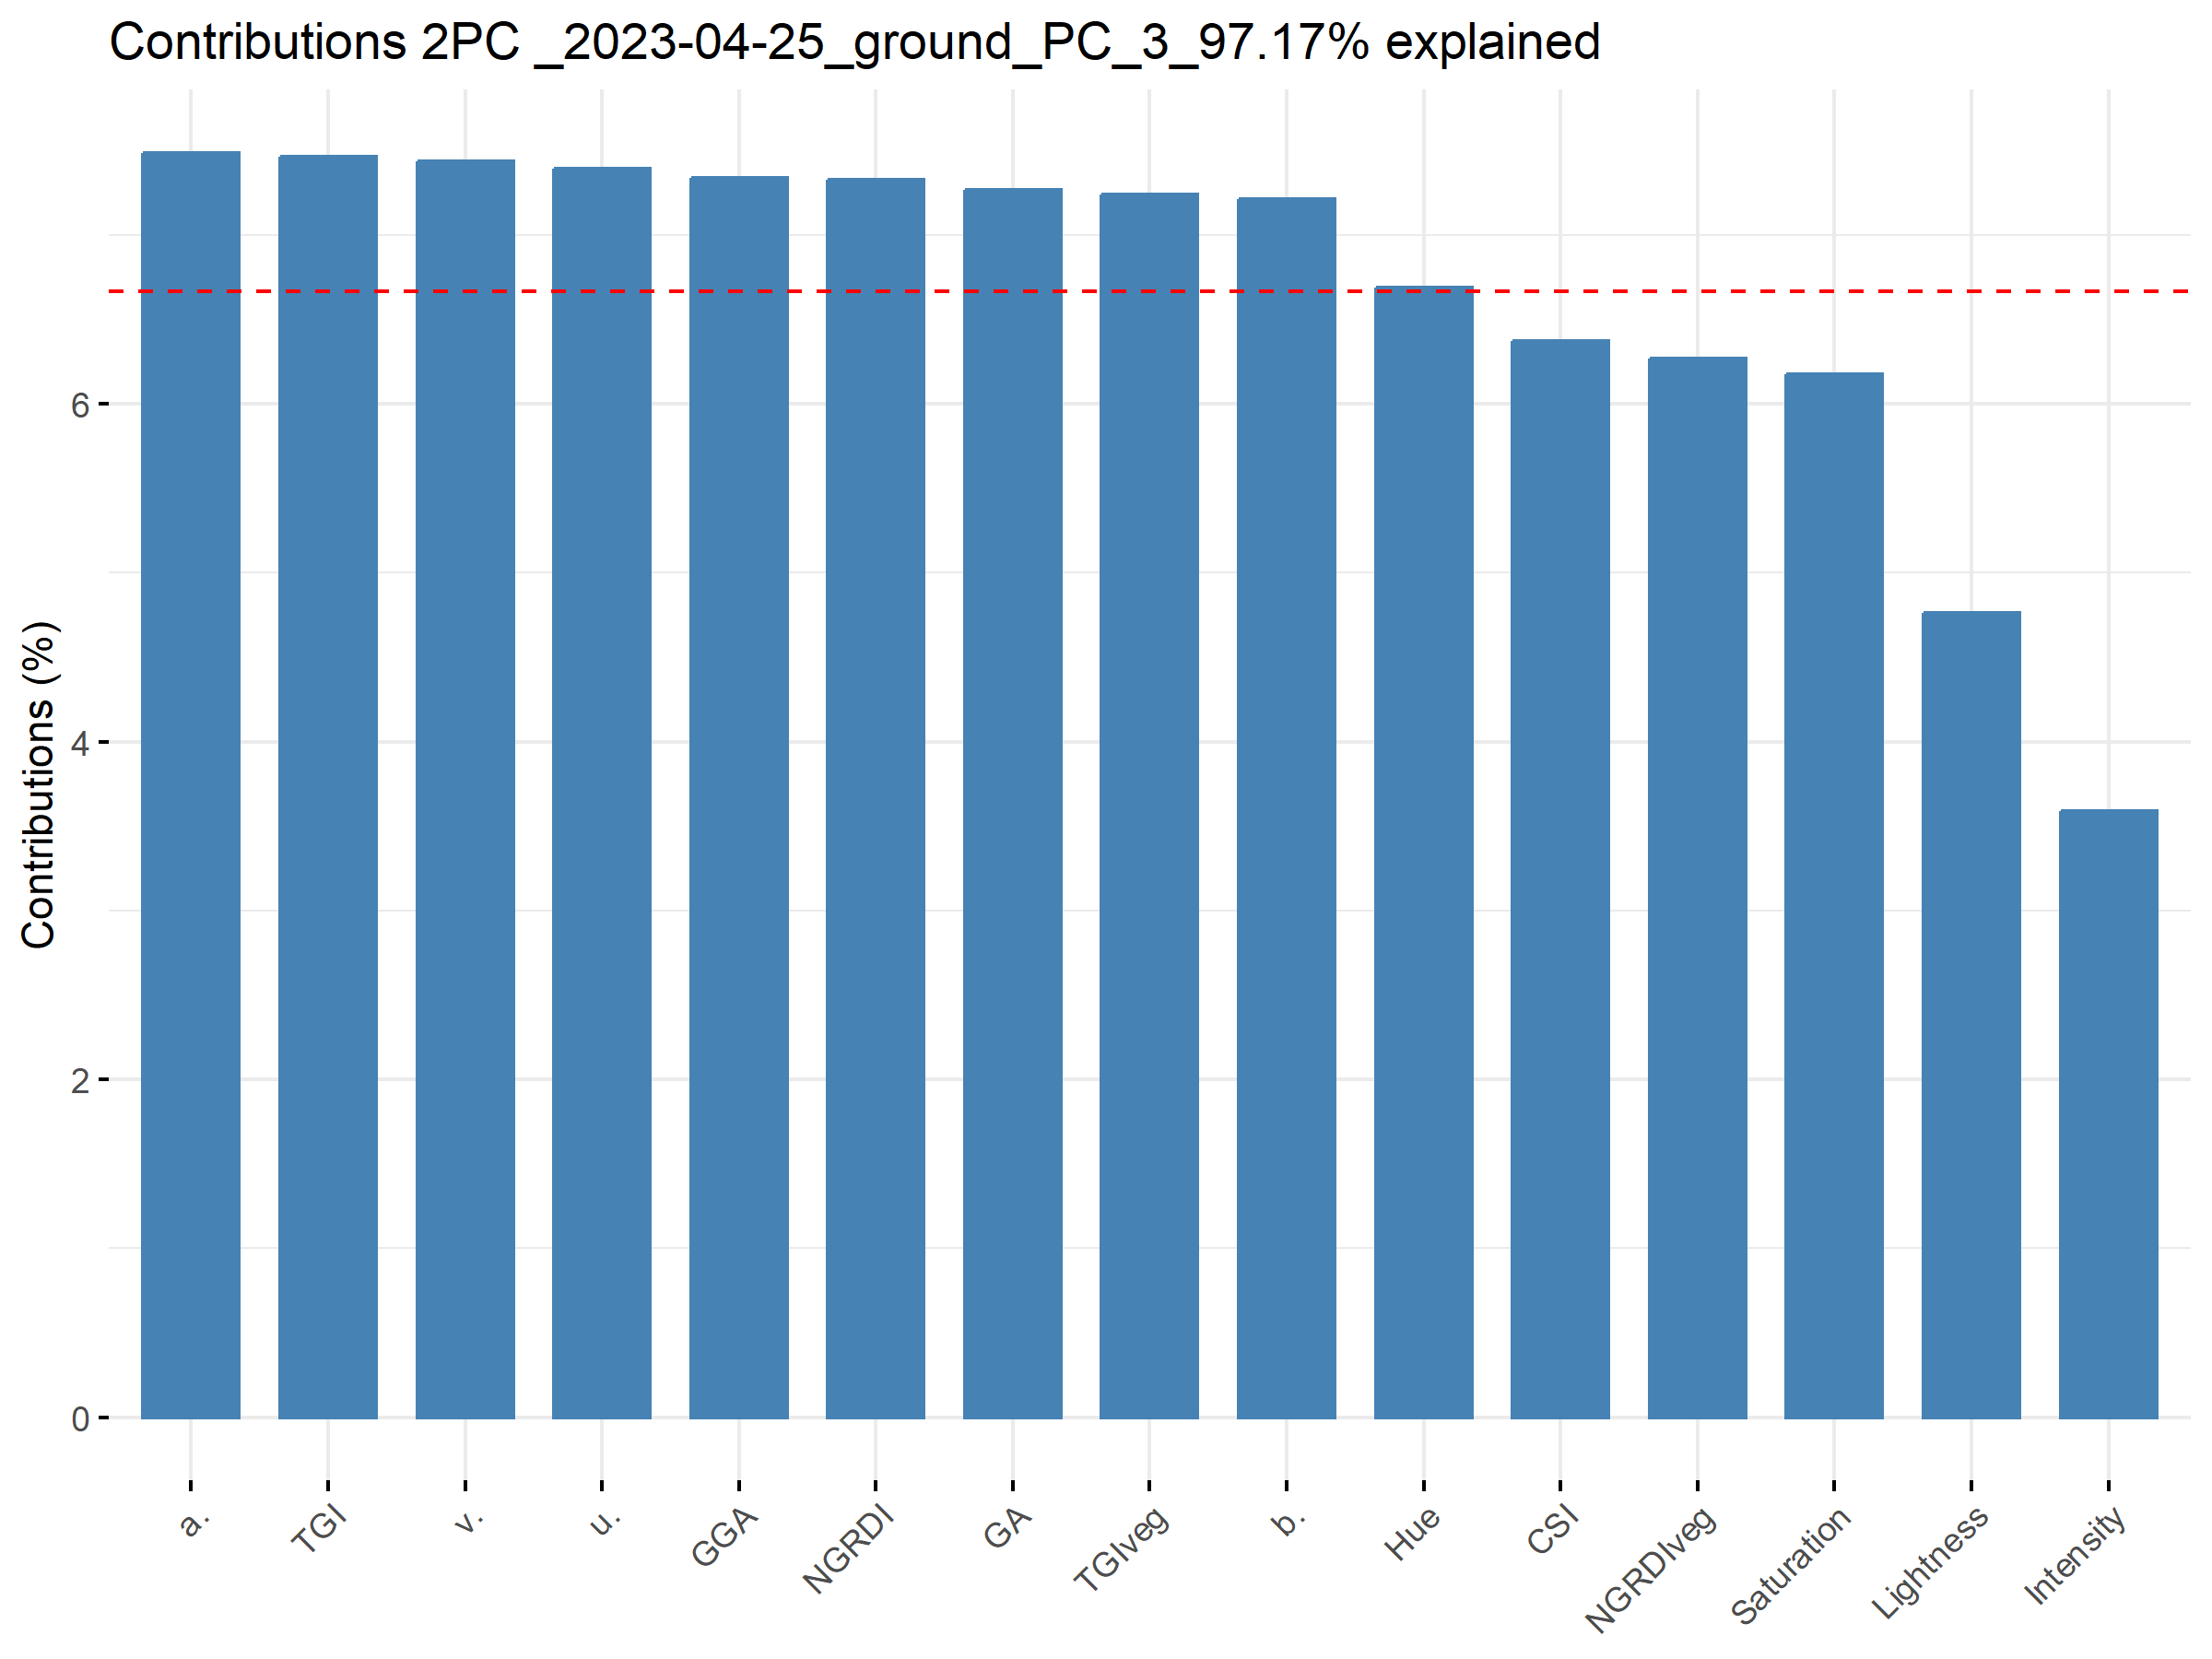 Contributions 2PC _2023-04-25_ground_PC_3_97.17% explained
Contributions (%)
6
4
2
0
a.
TGI
v.
u.
GGA
NGRDI
GA
TGIveg
b.
Hue
CSI
NGRDIveg
Saturation
Lightness
Intensity